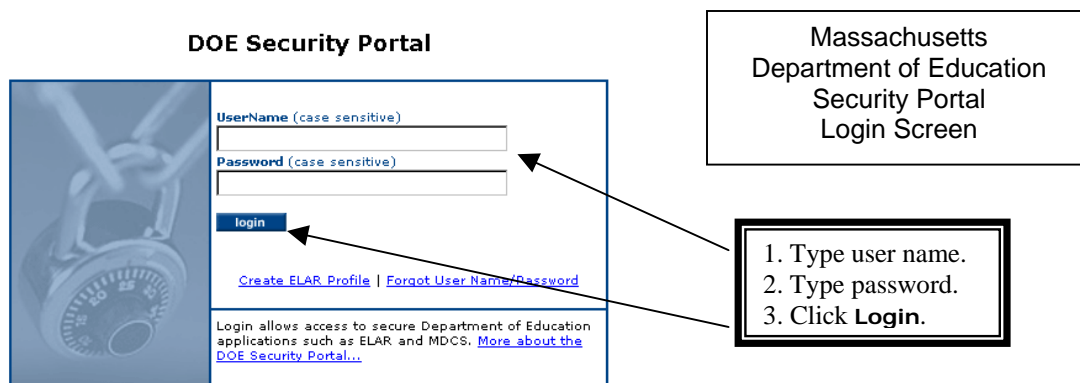 DOE Security Portal
Massachusetts
Department of Education
Security Portal
Login Screen
UserName (case sensitive)
Password (case sensitive)
login
Create ELAR Profile | Forgot User Name/Password
Login allows access to secure Department of Education
applications such as ELAR and MDCS. More about the
DOE Security Portal...
1. Type user name.
2. Type password.
3. Click Login.
20 25